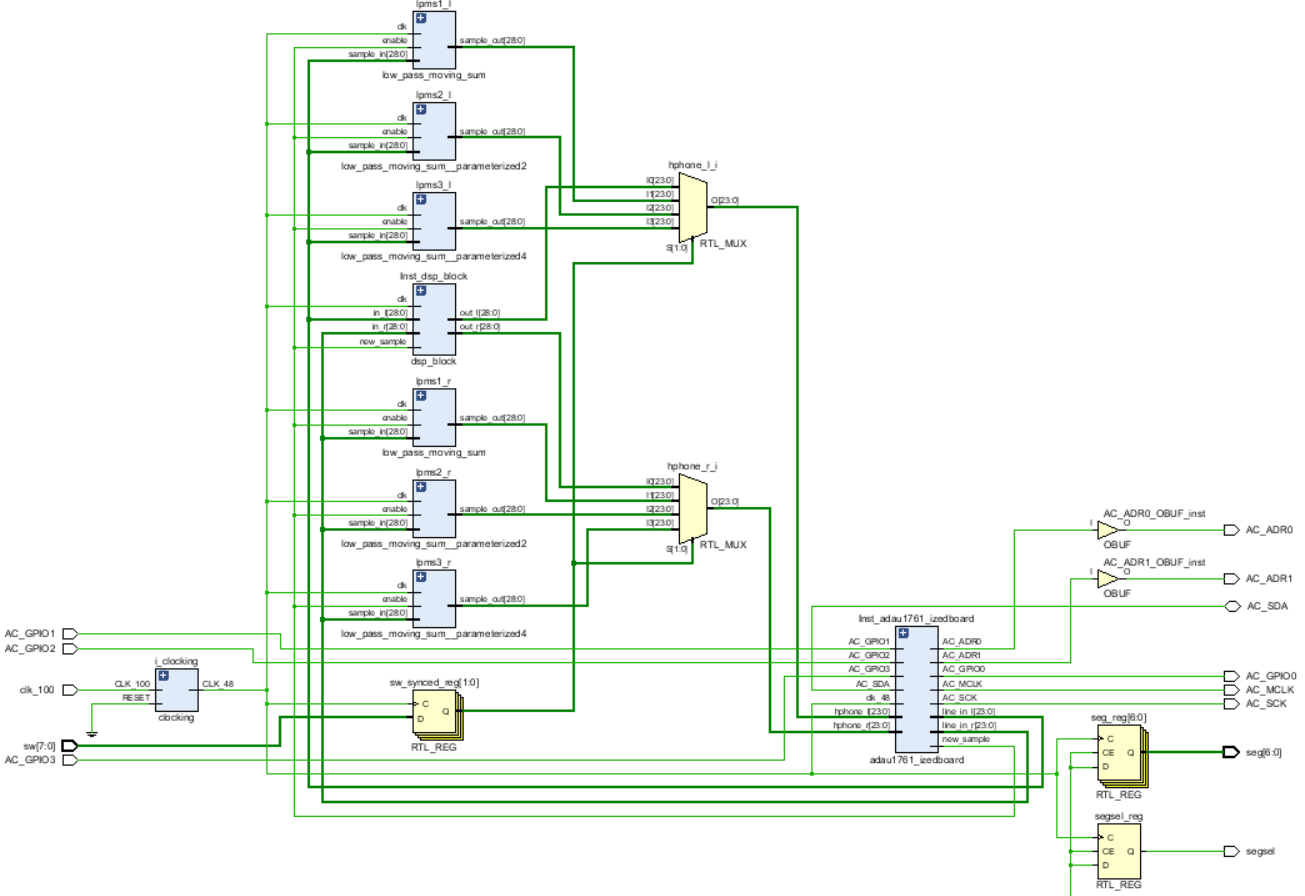 lpms1_l
clk
enable
sample_in[28:0]
sample_out[28:0]
low_pass_moving_sum
lpms2_l
clk
enable
sample_in[28:0]
sample_out[28:0]
low_pass_moving_sum__parameterized2
lpms3_l
clk
enable
sample_in[28:0]
sample_out[28:0]
low_pass_moving_sum__parameterized4
hphone_l_i
I0[23:0]
I1[23:0]
I2[23:0]
I3[23:0]
S[1:0]
O[23:0]
RTL_MUX
Inst_dsp_block
clk
in_l[28:0]
in_r[28:0]
new_sample
out_l[28:0]
out_r[28:0]
dsp_block
lpms1_r
clk
enable
sample_in[28:0]
sample_out[28:0]
low_pass_moving_sum
lpms2_r
clk
enable
sample_in[28:0]
sample_out[28:0]
low_pass_moving_sum__parameterized2
lpms3_r
clk
enable
sample_in[28:0]
sample_out[28:0]
low_pass_moving_sum__parameterized4
hphone_r_i
I0[23:0]
I1[23:0]
I2[23:0]
I3[23:0]
S[1:0]
O[23:0]
RTL_MUX
AC_GPIO1
AC_GPIO2
clk_100
sw[7:0]
AC_GPIO3
i_clocking
CLK_100
RESET
CLK_48
clocking
sw_synced_reg[1:0]
C
D
Q
RTL_REG
Inst_adau1761_izedboard
AC_GPIO1
AC_GPIO2
AC_GPIO3
AC_SDA
clk_48
hphone_l[23:0]
hphone_r[23:0]
AC_ADR0
AC_ADR1
AC_GPIO0
AC_MCLK
AC_SCK
line_in_l[23:0]
line_in_r[23:0]
new_sample
adau1761_izedboard
AC_ADR0_OBUF_inst
I
O
OBUF
AC_ADR0
AC_ADR1_OBUF_inst
I
O
OBUF
AC_ADR1
AC_SDA
AC_GPIO0
AC_MCLK
AC_SCK
seg_reg[6:0]
C
CE
D
Q
RTL_REG
seg[6:0]
segsel_reg
C
CE
D
Q
RTL_REG
segsel